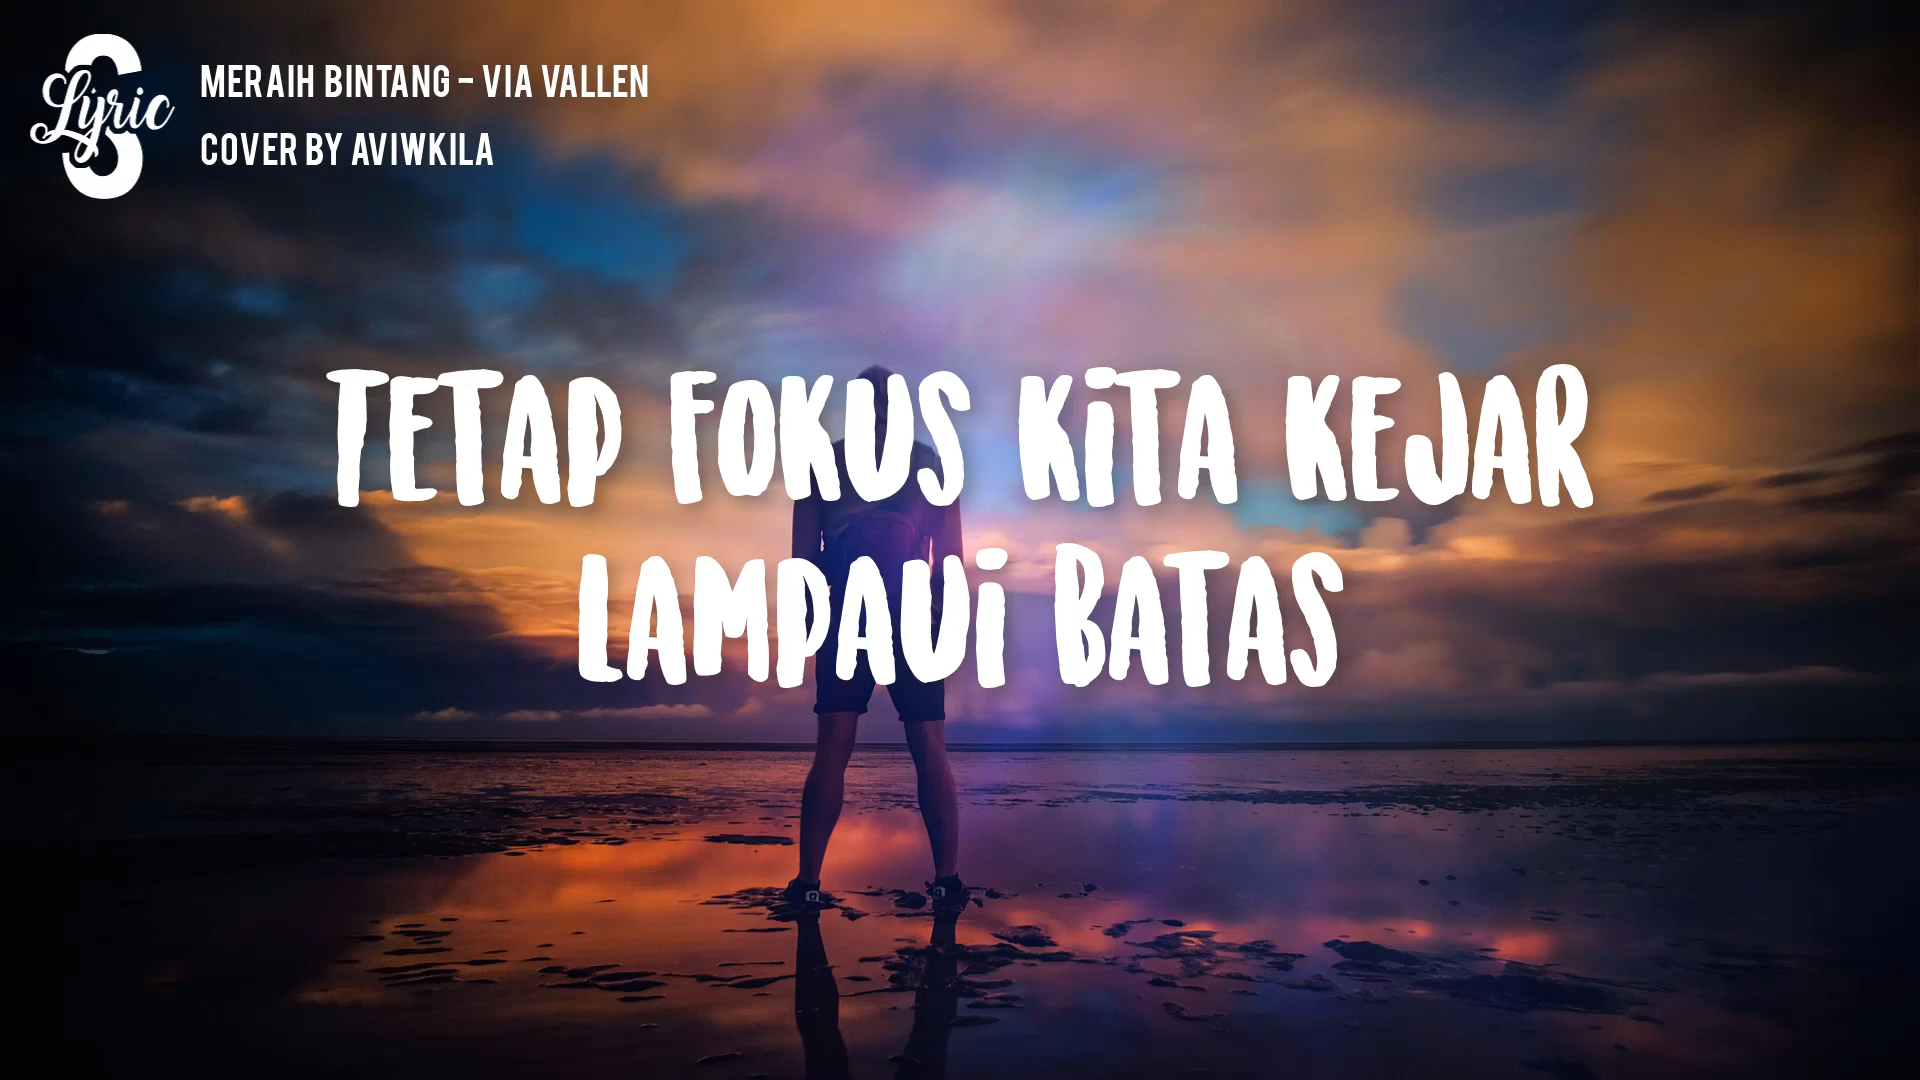 S
Lyric
MERAIH BINTANG - VIA VALLEN
COVER BY AVIWKILA
TETAP FOKUS KiTA KEJAR
LAMPAUi BATAS